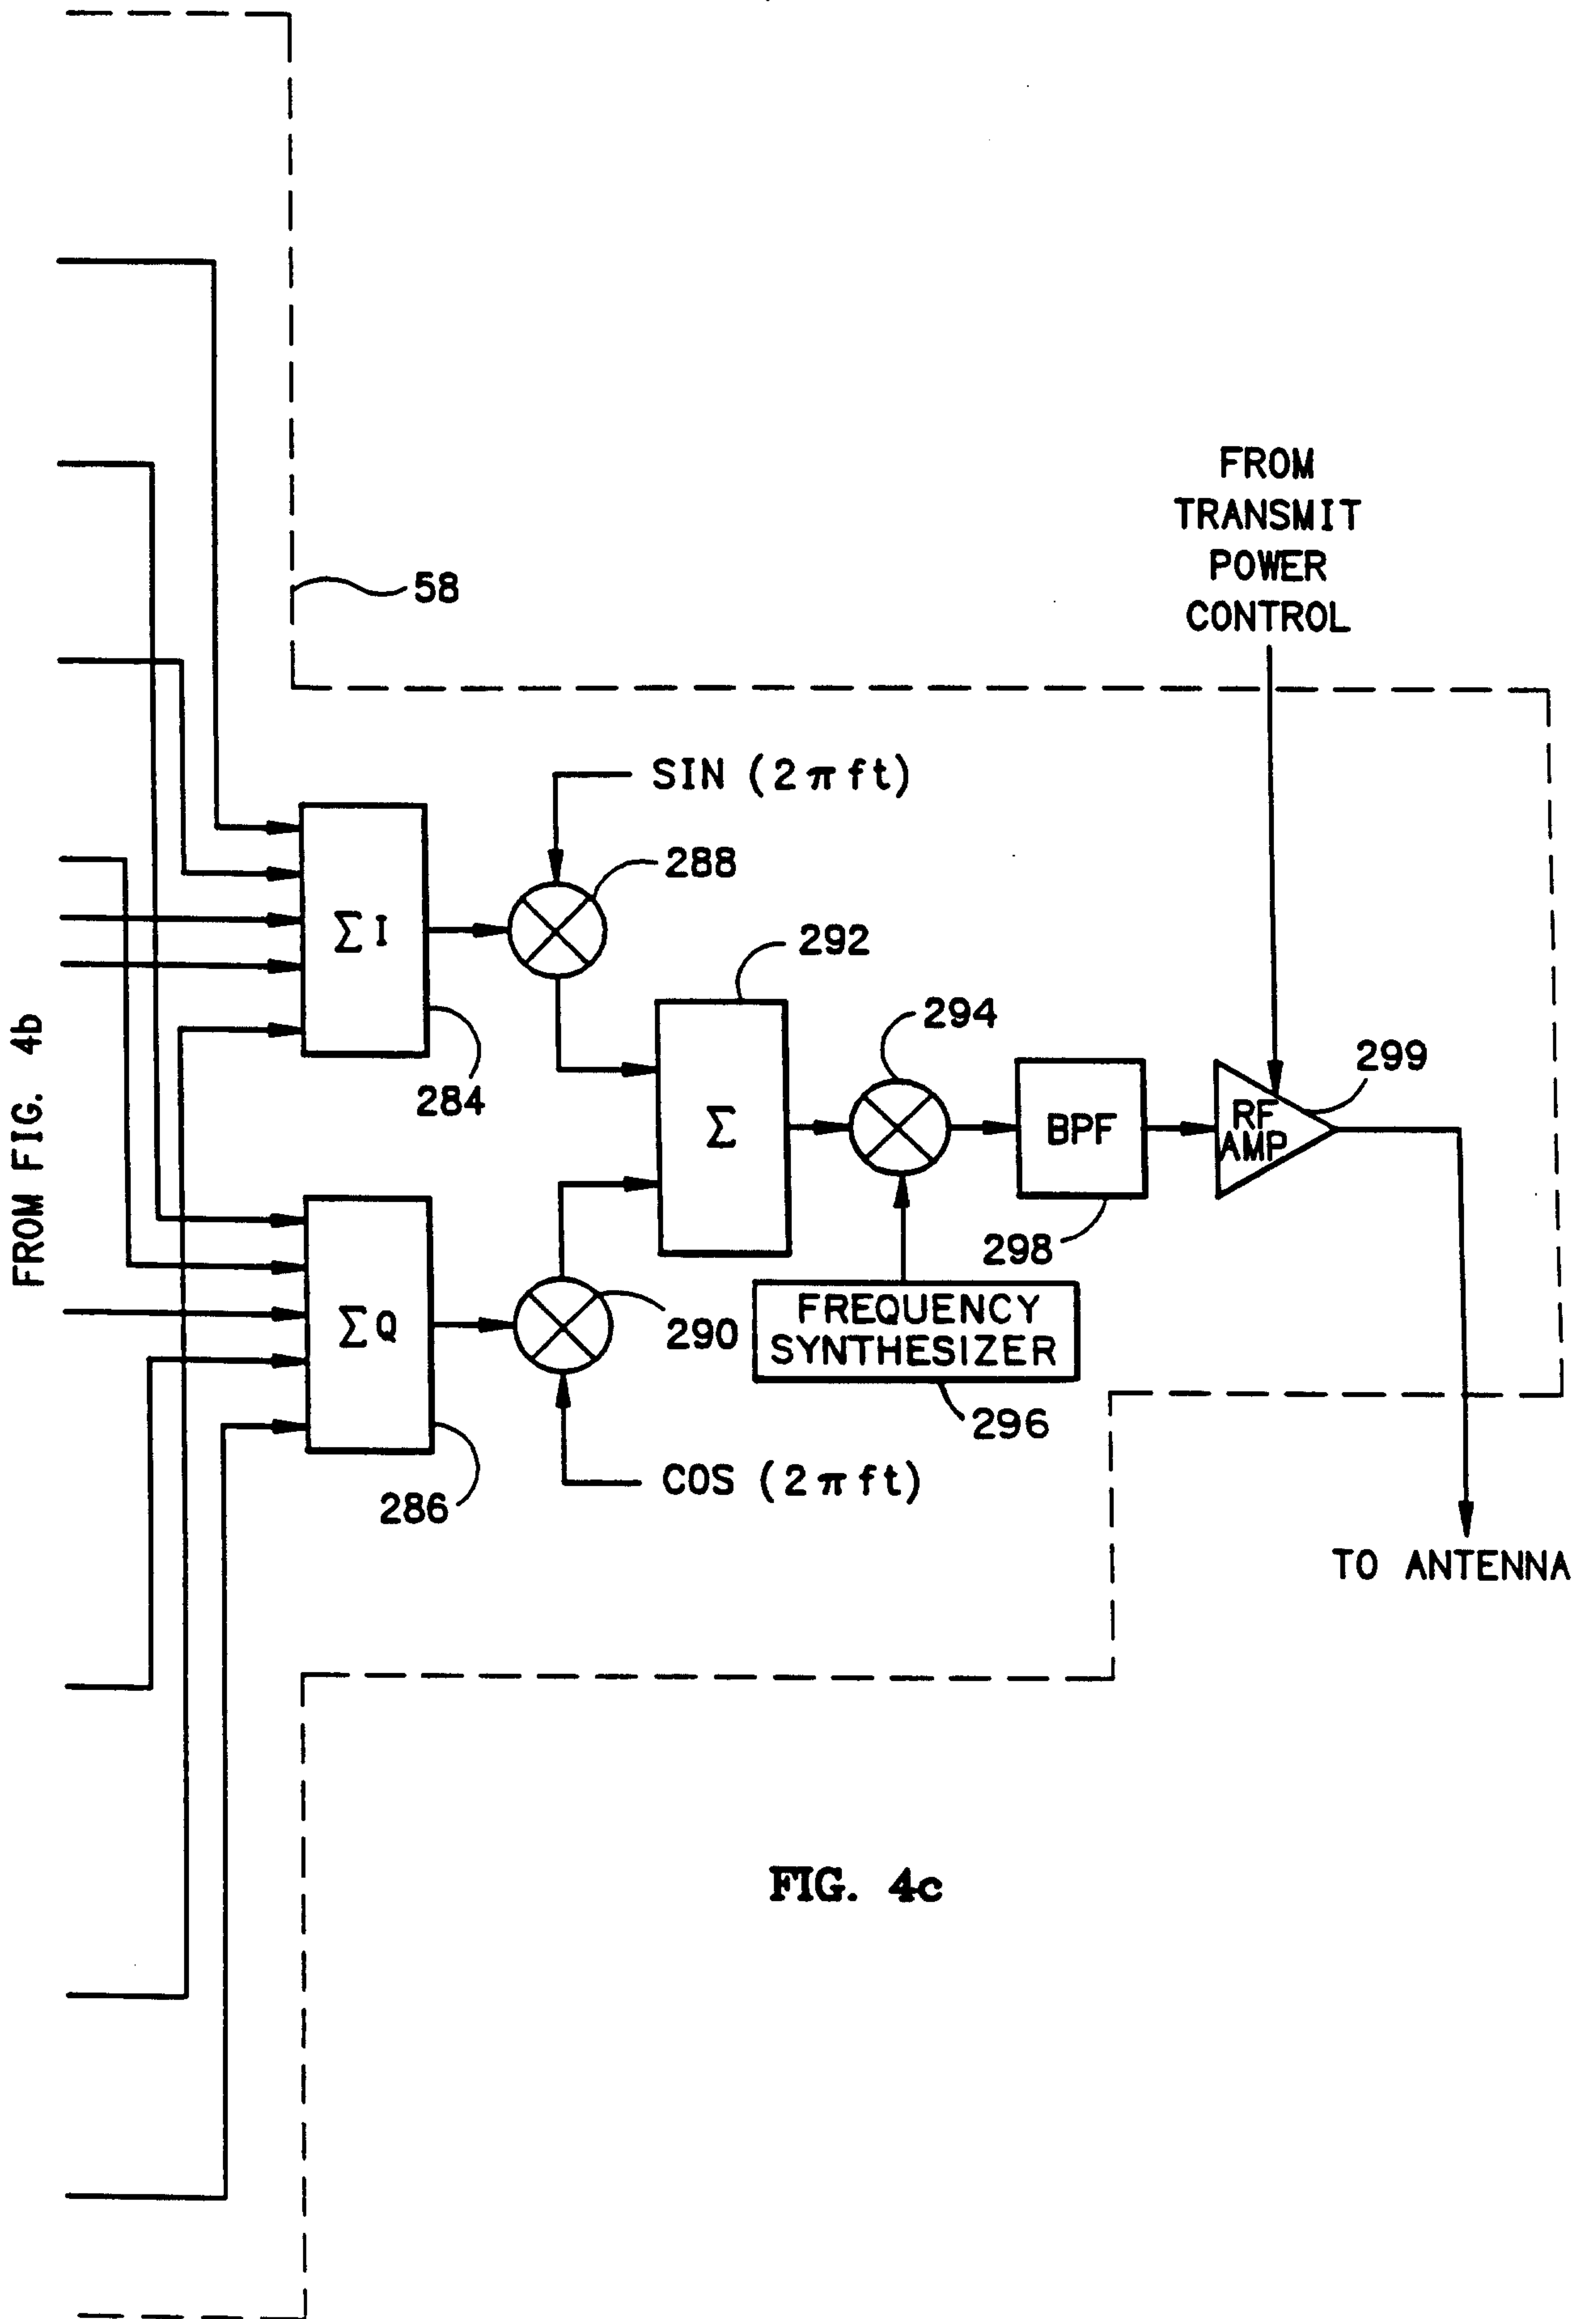 FROM
TRANSMIT
POWER
CONTROL
58
SIN (2πft)
288
ΣI
292
294
299
284
FROM FIG. 4b
Σ
BPF
RF
AMP
298
ΣQ
290
FREQUENCY
SYNTHESIZER
296
COS (2πft)
286
TO ANTENNA
FIG. 4c